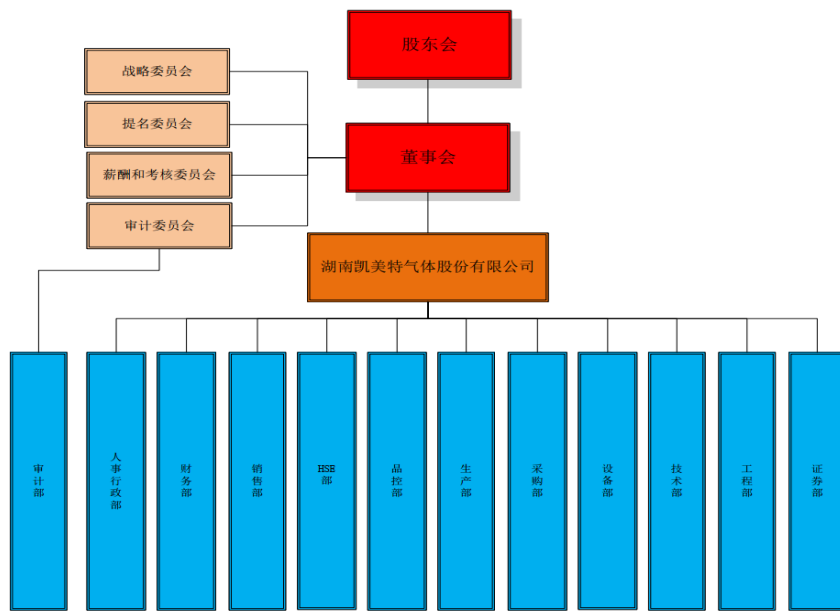 股东会
战略委员会
提名委员会
董事会
薪酬和考核委员会
审计委员会
湖南凯美特气体股份有限公司
审计部
人事行政部
财务部
销售部
HSE部
品控部
生产部
采购部
设备部
技术部
工程部
证券部